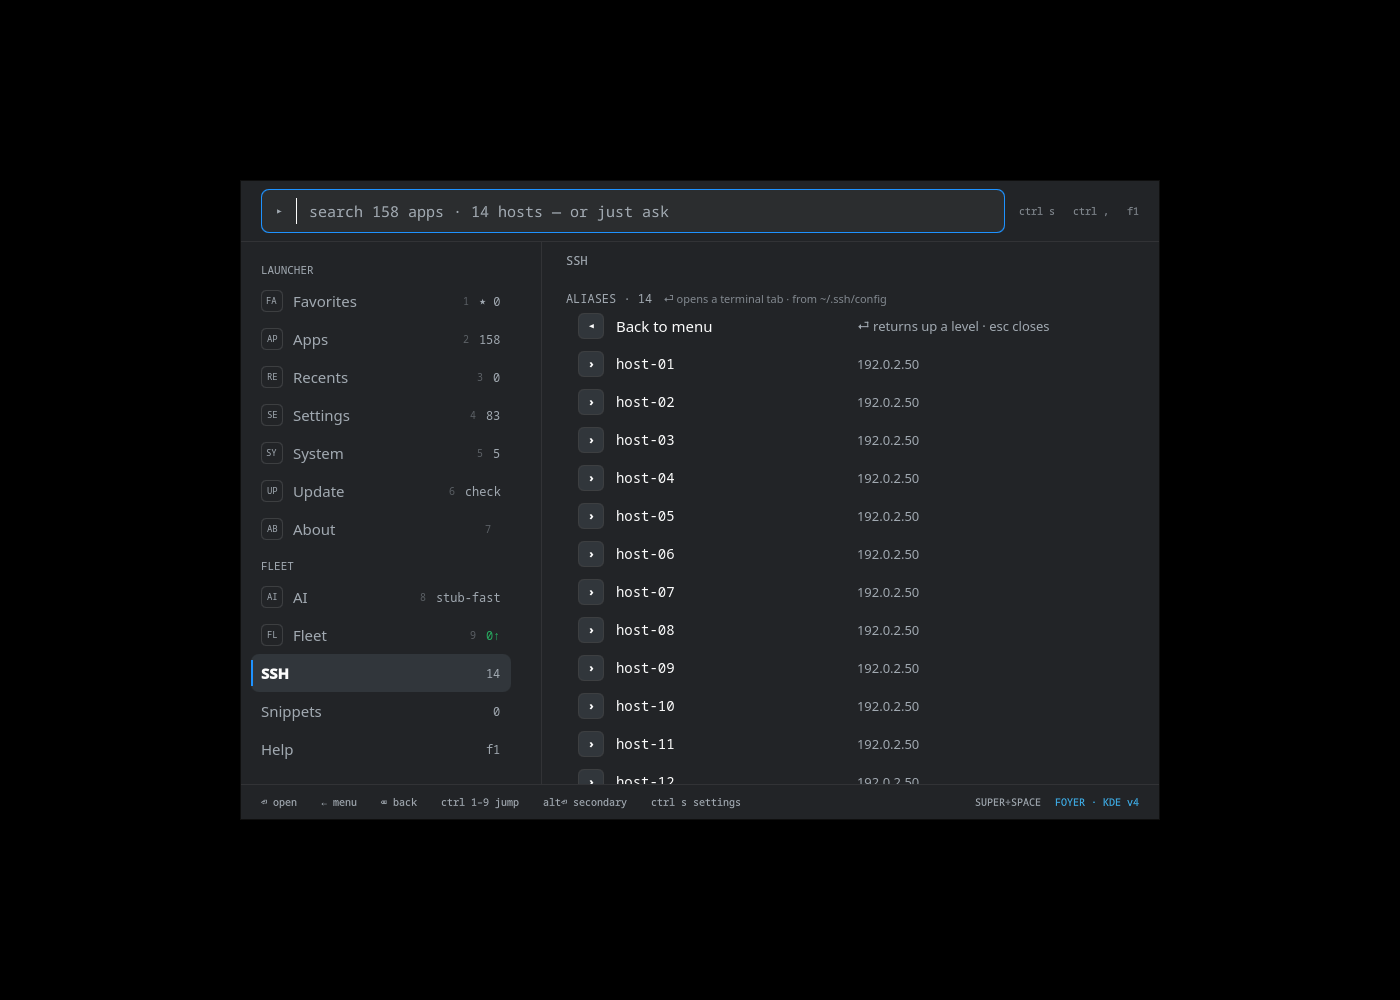 ▸ search 158 apps · 14 hosts — or just ask ctrl s ctrl , f1
LAUNCHER
FA Favorites 1 ★ 0
AP Apps 2 158
RE Recents 3 0
SE Settings 4 83
SY System 5 5
UP Update 6 check
AB About 7
FLEET
AI AI 8 stub-fast
FL Fleet 9 0↑
SSH 14
Snippets 0
Help f1
SSH
ALIASES · 14 ⏎ opens a terminal tab · from ~/.ssh/config
◂ Back to menu ⏎ returns up a level · esc closes
› host-01 192.0.2.50
› host-02 192.0.2.50
› host-03 192.0.2.50
› host-04 192.0.2.50
› host-05 192.0.2.50
› host-06 192.0.2.50
› host-07 192.0.2.50
› host-08 192.0.2.50
› host-09 192.0.2.50
› host-10 192.0.2.50
› host-11 192.0.2.50
› host-12 192.0.2.50
⏎ open ← menu ⌫ back ctrl 1–9 jump alt⏎ secondary ctrl s settings SUPER+SPACE FOYER · KDE v4